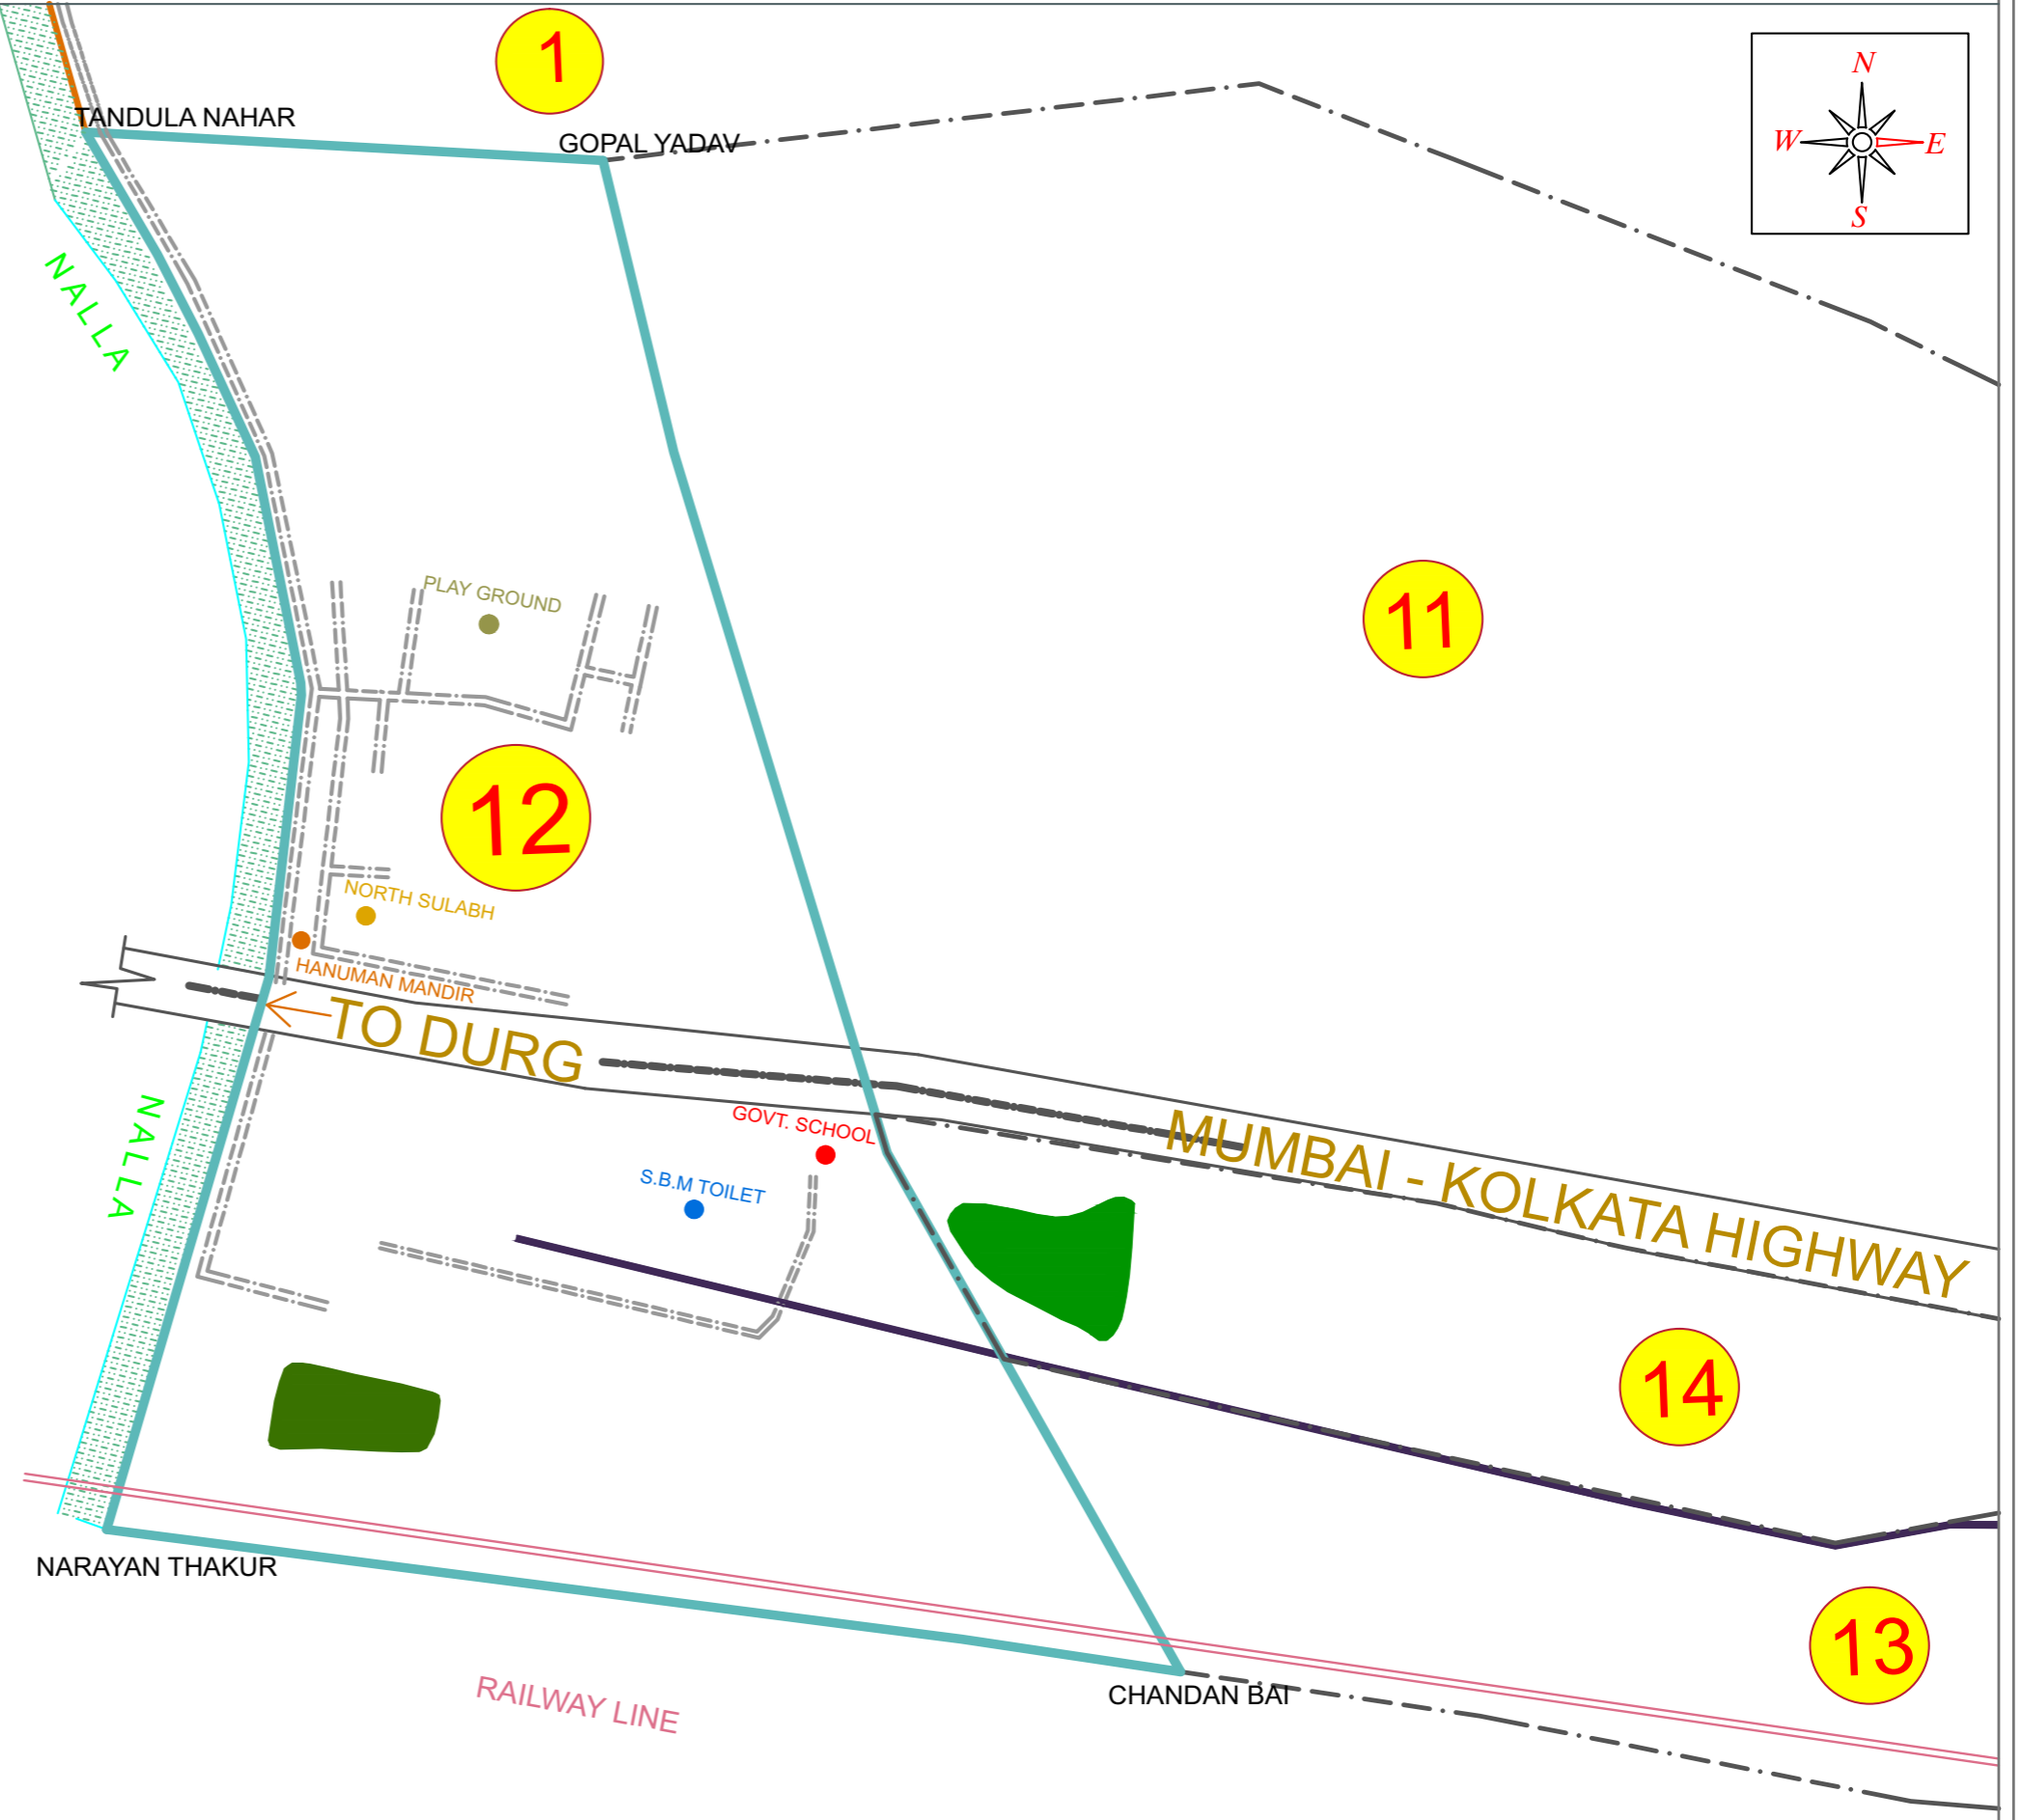 1
N
W
E
S
TANDULA NAHAR
GOPAL YADAV
NALLA
PLAY GROUND
11
12
NORTH SULABH
HANUMAN MANDIR
TO DURG
MUMBAI - KOLKATA HIGHWAY
GOVT. SCHOOL
S.B.M TOILET
NALLA
14
NARAYAN THAKUR
13
RAILWAY LINE
CHANDAN BAI